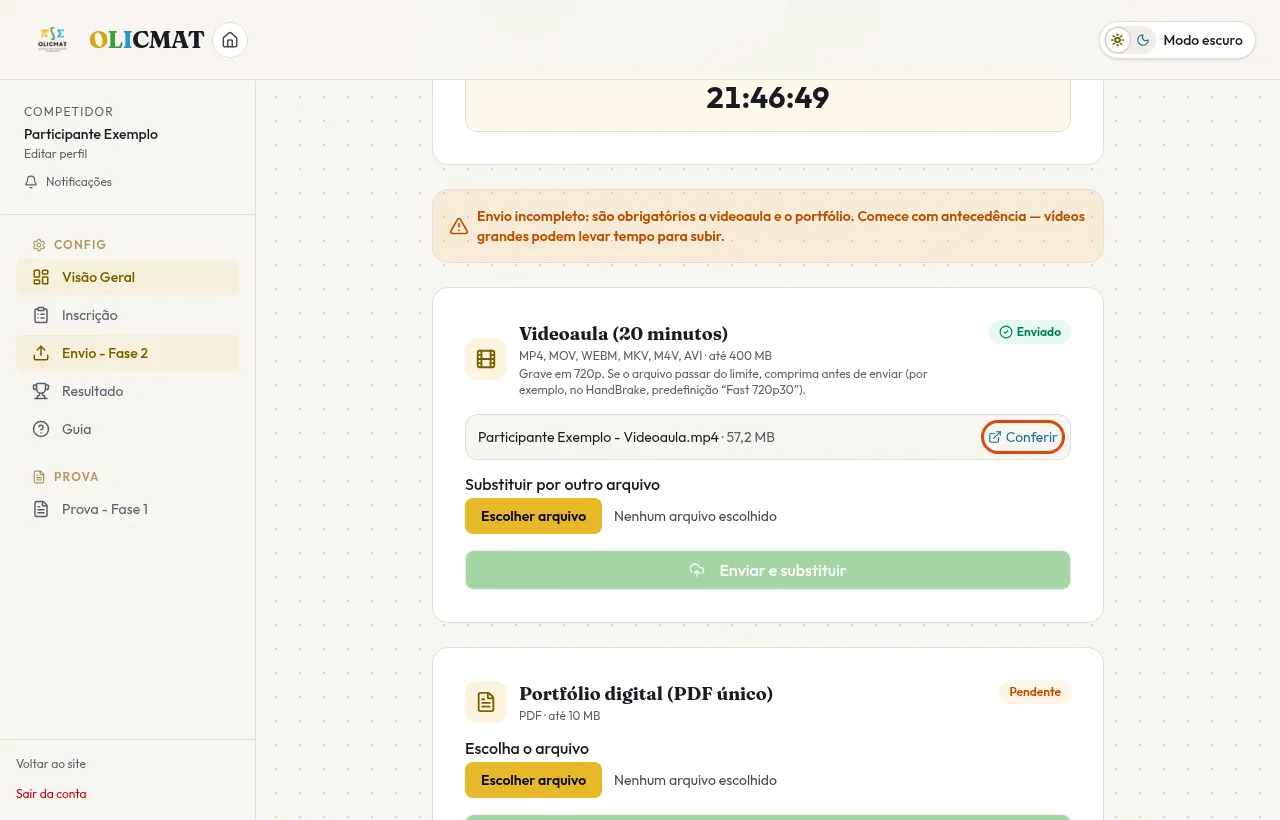 OLICMAT
OLICMAT
Modo escuro
COMPETIDOR
Participante Exemplo
Editar perfil
Notificações
CONFIG
Visão Geral
Inscrição
Envio - Fase 2
Resultado
Guia
PROVA
Prova - Fase 1
Voltar ao site
Sair da conta
21:46:49
Envio incompleto: são obrigatórios a videoaula e o portfólio. Comece com antecedência — vídeos
grandes podem levar tempo para subir.
Videoaula (20 minutos)
Enviado
MP4, MOV, WEBM, MKV, M4V, AVI · até 400 MB
Grave em 720p. Se o arquivo passar do limite, comprima antes de enviar (por
exemplo, no HandBrake, predefinição “Fast 720p30”).
Participante Exemplo - Videoaula.mp4 · 57,2 MB
Conferir
Substituir por outro arquivo
Escolher arquivo Nenhum arquivo escolhido
Enviar e substituir
Portfólio digital (PDF único)
Pendente
PDF · até 10 MB
Escolha o arquivo
Escolher arquivo Nenhum arquivo escolhido